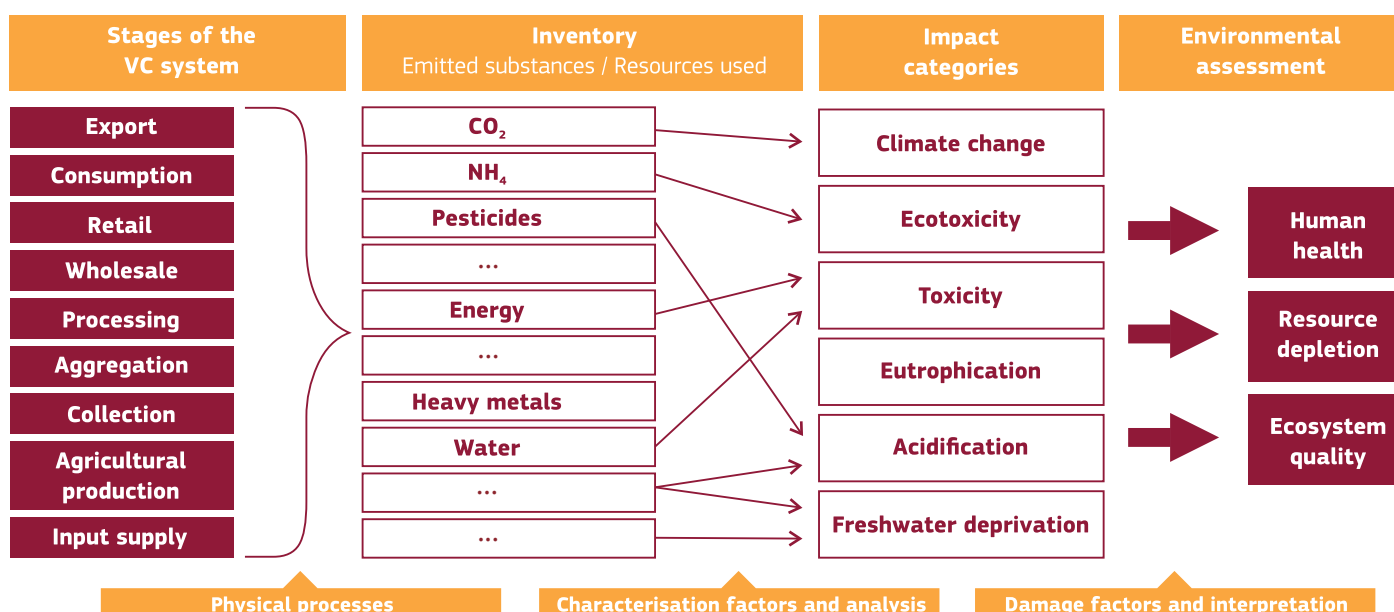 Stages of the
VC system
Inventory
Emitted substances / Resources used
Impact
categories
Environmental
assessment
Export
Consumption
Retail
Wholesale
Processing
Aggregation
Collection
Agricultural
production
Input supply
CO₂
NH₄
Pesticides
...
Energy
...
Heavy metals
Water
...
...
Climate change
Ecotoxicity
Toxicity
Eutrophication
Acidification
Freshwater deprivation
Human
health
Resource
depletion
Ecosystem
quality
Physical processes
Characterisation factors and analysis
Damage factors and interpretation